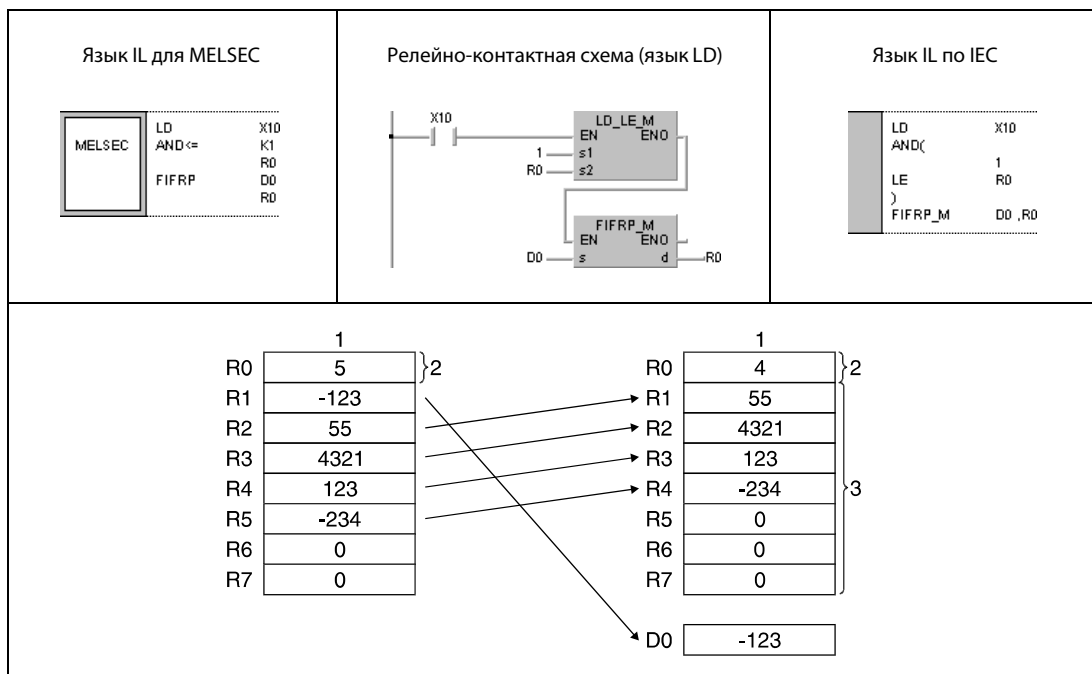 Язык IL для MELSEC
MELSEC
LD X10
AND<= K1
R0
FIFRP D0
R0
Релейно-контактная схема (язык LD)
X10
LD_LE_M
EN ENO
1 s1
R0 s2
FIFRP_M
EN ENO
D0 s d R0
Язык IL по IEC
LD X10
AND(
1
LE R0
)
FIFRP_M D0 ,R0
1
R0 5 2
R1 -123
R2 55
R3 4321
R4 123
R5 -234
R6 0
R7 0
1
R0 4 2
R1 55
R2 4321
R3 123
R4 -234 3
R5 0
R6 0
R7 0
D0 -123